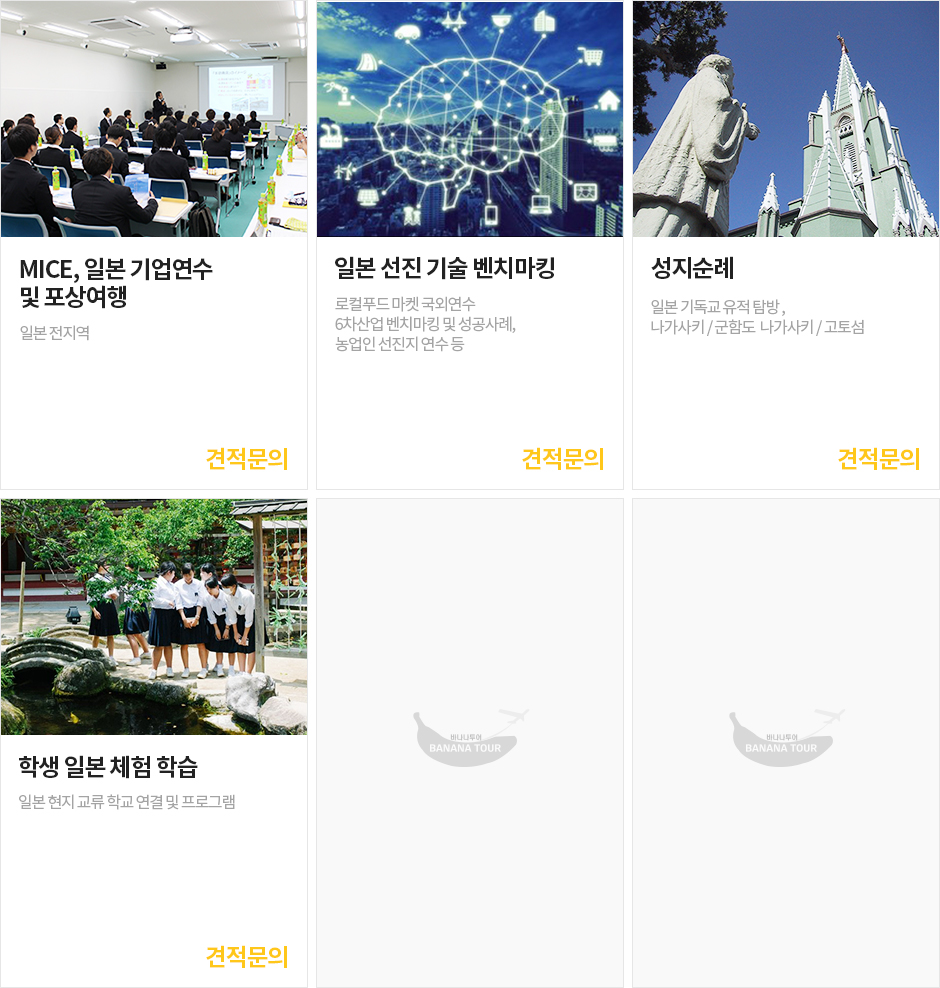 MICE, 일본 기업연수
및 포상여행
일본 전지역
견적문의
일본 선진 기술 벤치마킹
로컬푸드 마켓 국외연수
6차산업 벤치마킹 및 성공사례,
농업인 선진지 연수 등
견적문의
성지순례
일본 기독교 유적 탐방 ,
나가사키 / 군함도 나가사키 / 고토섬
견적문의
학생 일본 체험 학습
일본 현지 교류 학교 연결 및 프로그램
견적문의
바나나투어
BANANA TOUR
바나나투어
BANANA TOUR